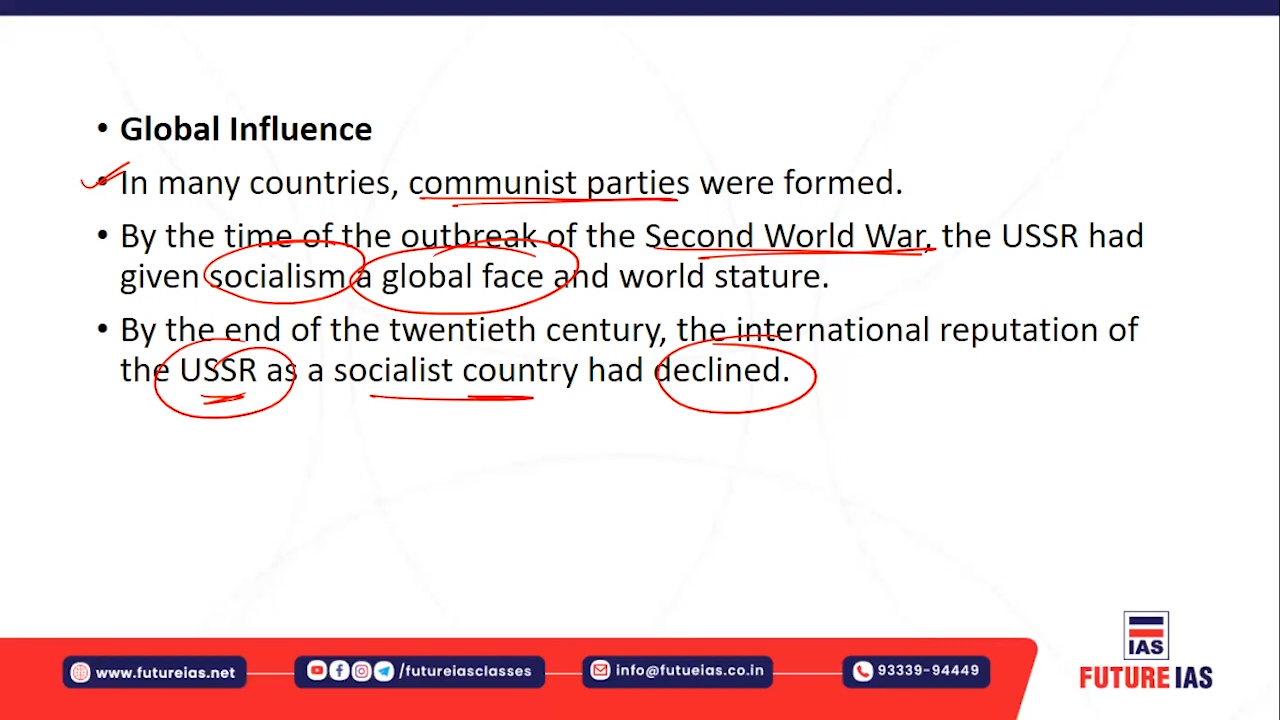 • Global Influence
• In many countries, communist parties were formed.
• By the time of the outbreak of the Second World War, the USSR had
given socialism a global face and world stature.
• By the end of the twentieth century, the international reputation of
the USSR as a socialist country had declined.
IAS
www.futureias.net
/futureiasclasses
info@futueias.co.in
93339-94449
FUTURE IAS